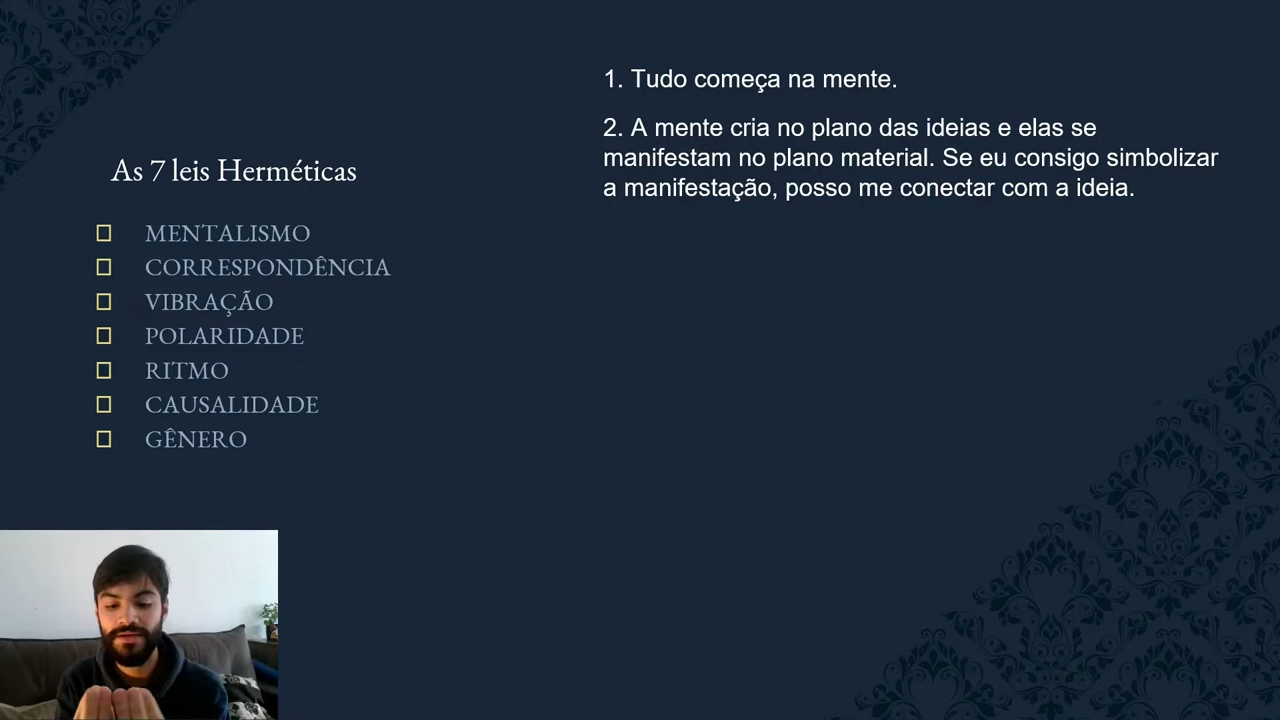 As 7 leis Herméticas
MENTALISMO
CORRESPONDÊNCIA
VIBRAÇÃO
POLARIDADE
RITMO
CAUSALIDADE
GÊNERO
1. Tudo começa na mente.
2. A mente cria no plano das ideias e elas se
manifestam no plano material. Se eu consigo simbolizar
a manifestação, posso me conectar com a ideia.